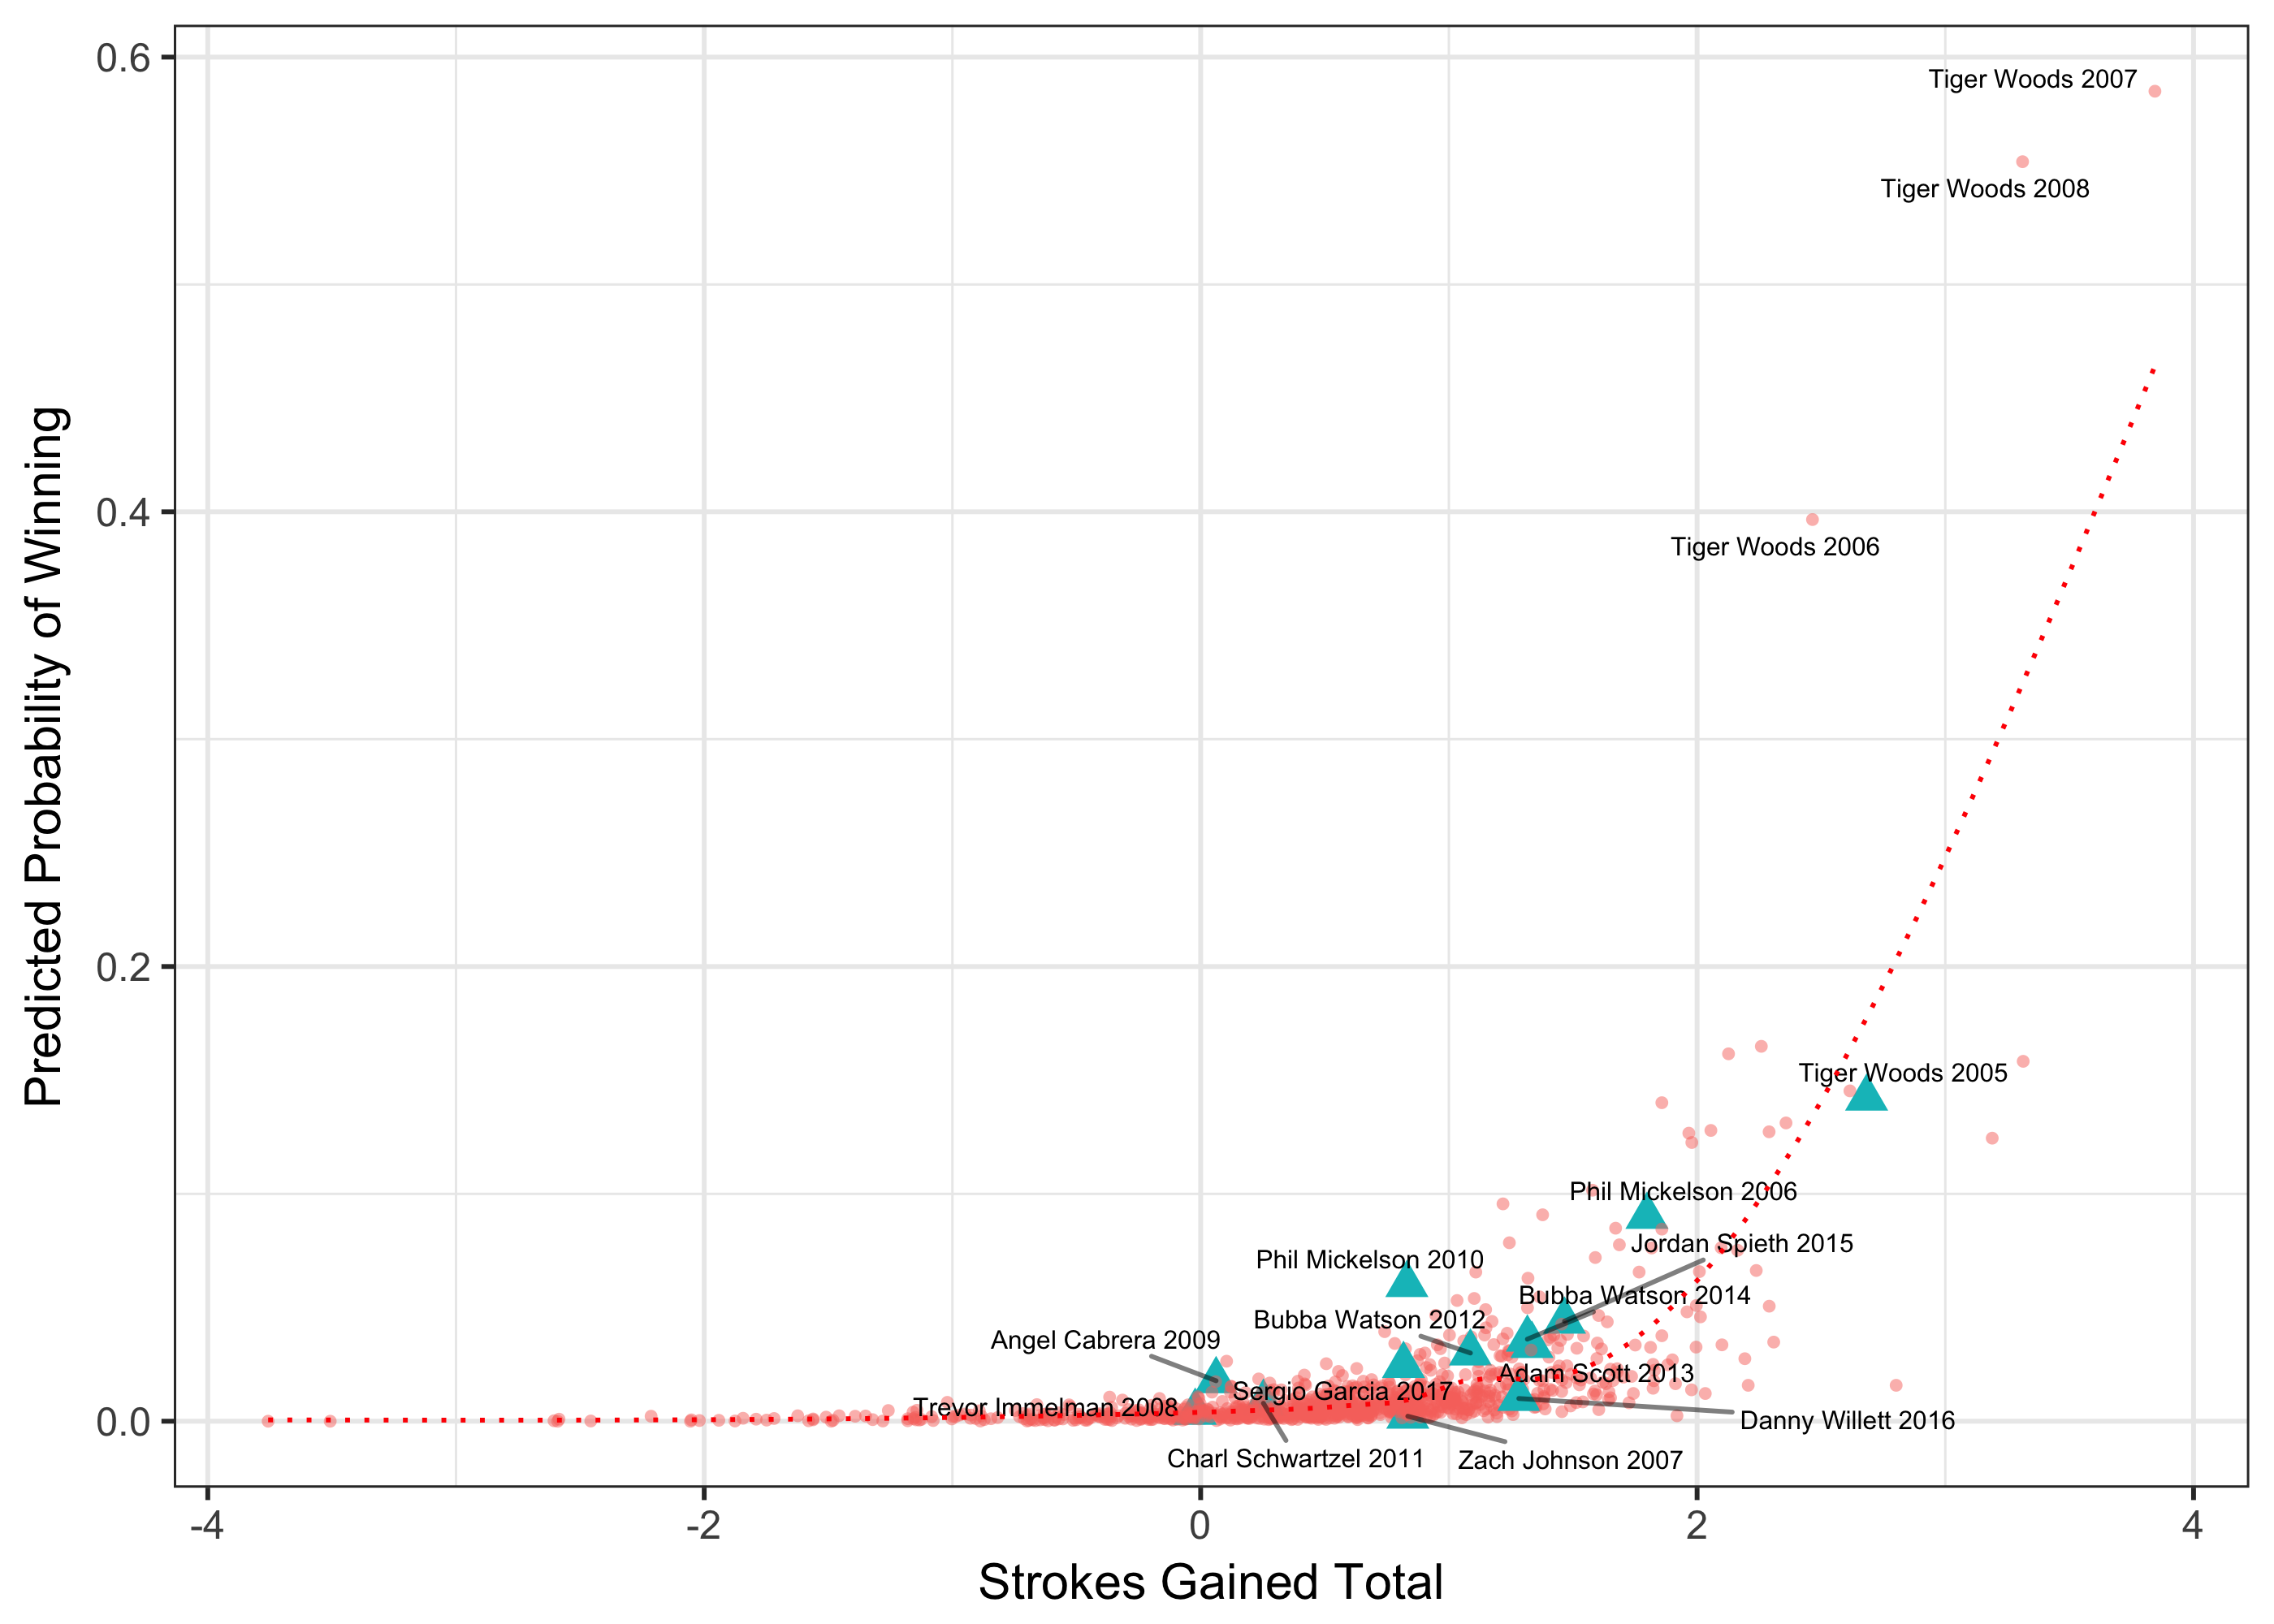 0.6
0.4
0.2
0.0
Predicted Probability of Winning
Tiger Woods 2007
Tiger Woods 2008
Tiger Woods 2006
Tiger Woods 2005
Phil Mickelson 2006
Jordan Spieth 2015
Phil Mickelson 2010
Bubba Watson 2014
Bubba Watson 2012
Angel Cabrera 2009
Adam Scott 2013
Sergio Garcia 2017
Trevor Immelman 2008
Danny Willett 2016
Charl Schwartzel 2011
Zach Johnson 2007
-4
-2
0
2
4
Strokes Gained Total